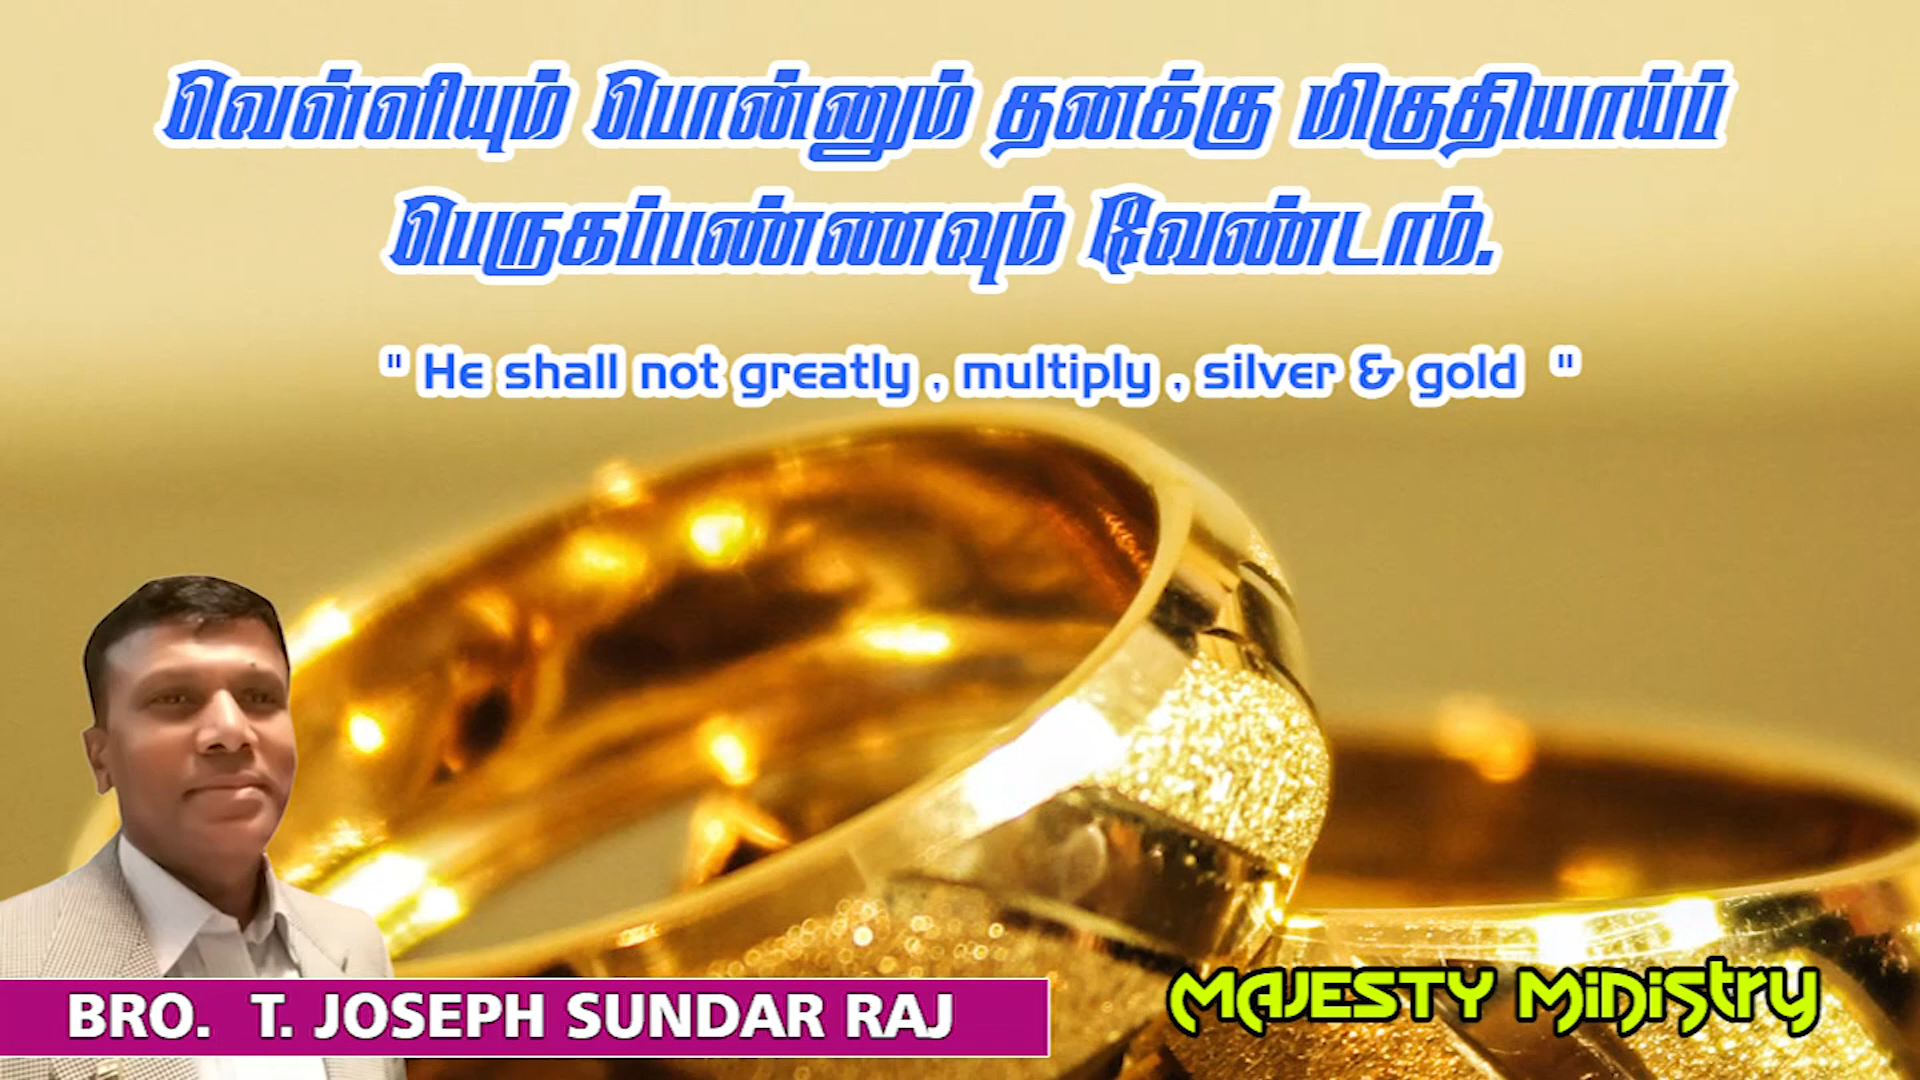 வெள்ளியும் பொன்னும் தனக்கு மிகுதியாய்ப்
பெருகப்பண்ணவும் வேண்டாம்.
" He shall not greatly , multiply , silver & gold "
BRO. T. JOSEPH SUNDAR RAJ
MAJESTY MINISTRY